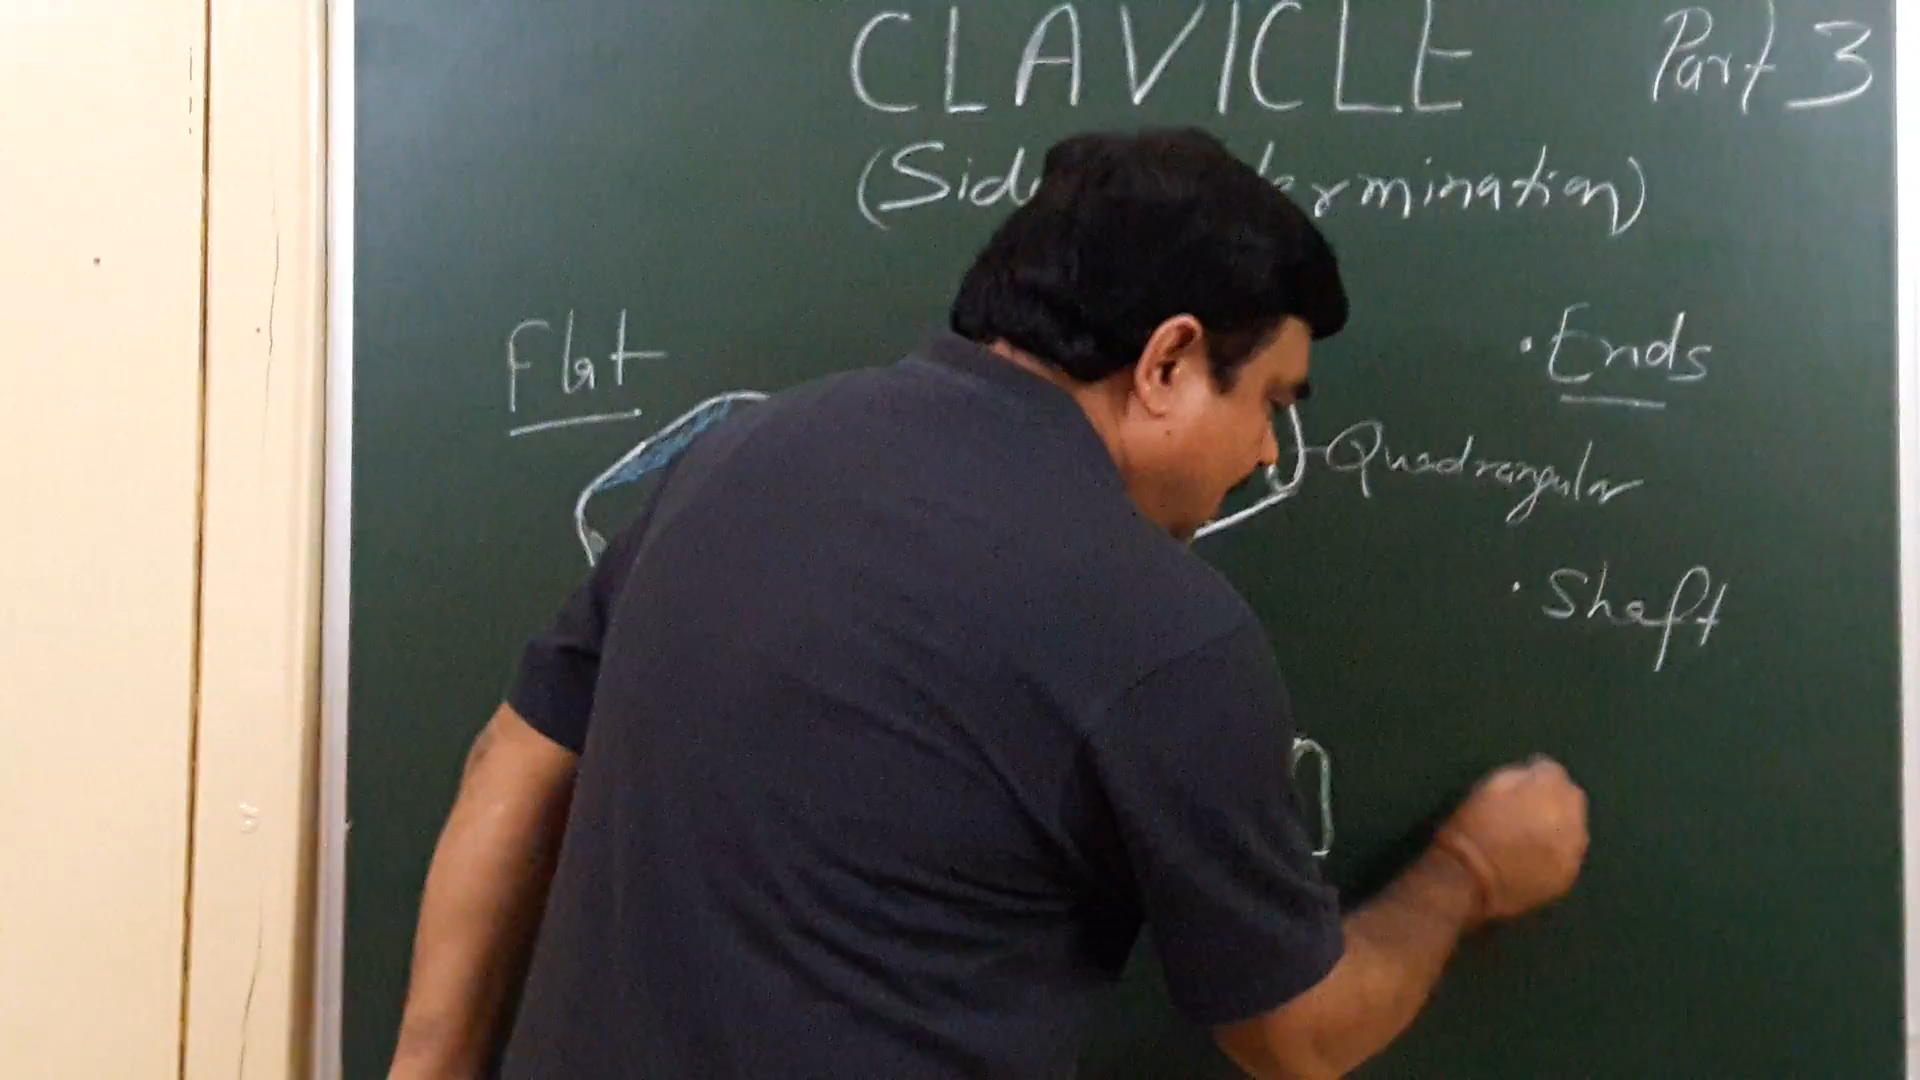 CLAVICLE Part 3
(Side determination)
Flat
• Ends
Quadrangular
• Shaft